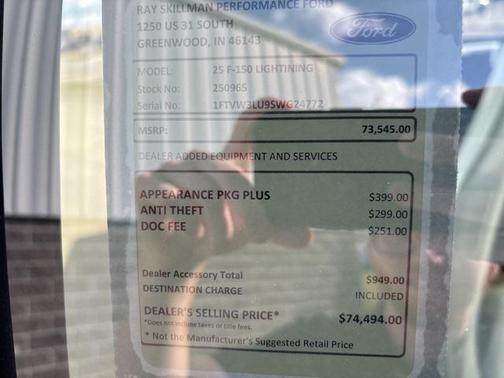 RAY SKILLMAN PERFORMANCE FORD
1250 US 31 SOUTH
GREENWOOD, IN 46143
Ford
MODEL: 25 F-150 LIGHTNING
Stock No: 250965
Serial No: 1FTVW3LU9SWG24772
MSRP: 73,545.00
DEALER ADDED EQUIPMENT AND SERVICES
APPEARANCE PKG PLUS $399.00
ANTI THEFT $299.00
DOC FEE $251.00
Dealer Accessory Total $949.00
DESTINATION CHARGE INCLUDED
DEALER'S SELLING PRICE* $74,494.00
*Does not include taxes or title fees.
* Not the Manufacturer's Suggested Retail Price